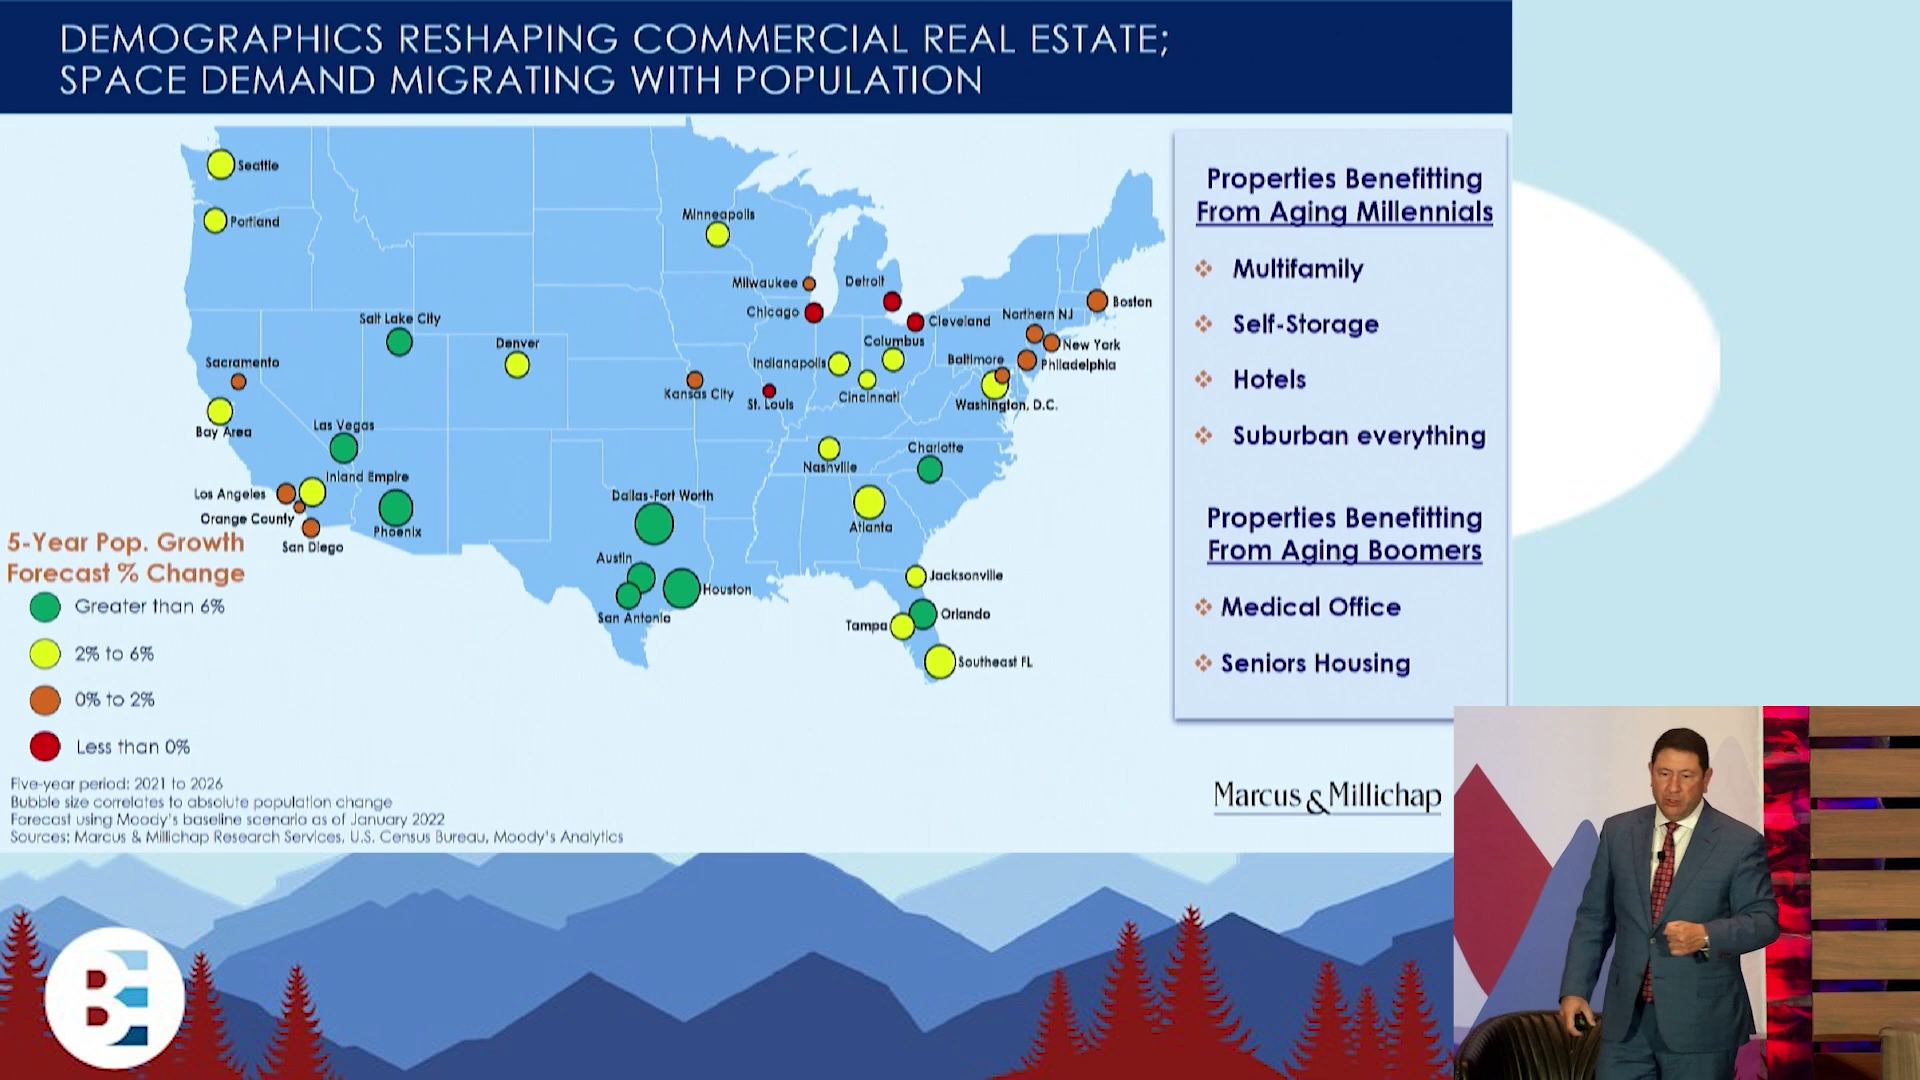 DEMOGRAPHICS RESHAPING COMMERCIAL REAL ESTATE;
SPACE DEMAND MIGRATING WITH POPULATION
Seattle
Portland
Minneapolis
Milwaukee
Detroit
Chicago
Cleveland
Northern NJ
Boston
Salt Lake City
Denver
Columbus
New York
Sacramento
Indianapolis
Baltimore
Philadelphia
Kansas City
St. Louis
Cincinnati
Washington, D.C.
Bay Area
Las Vegas
Nashville
Charlotte
Inland Empire
Los Angeles
Orange County
San Diego
Phoenix
Dallas-Fort Worth
Atlanta
Austin
Houston
San Antonio
Jacksonville
Orlando
Tampa
Southeast FL
5-Year Pop. Growth
Forecast % Change
Greater than 6%
2% to 6%
0% to 2%
Less than 0%
Five-year period: 2021 to 2026
Bubble size correlates to absolute population change
Forecast using Moody's baseline scenario as of January 2022
Sources: Marcus & Millichap Research Services, U.S. Census Bureau, Moody's Analytics
Properties Benefitting
From Aging Millennials
Multifamily
Self-Storage
Hotels
Suburban everything
Properties Benefitting
From Aging Boomers
Medical Office
Seniors Housing
Marcus & Millichap
BE